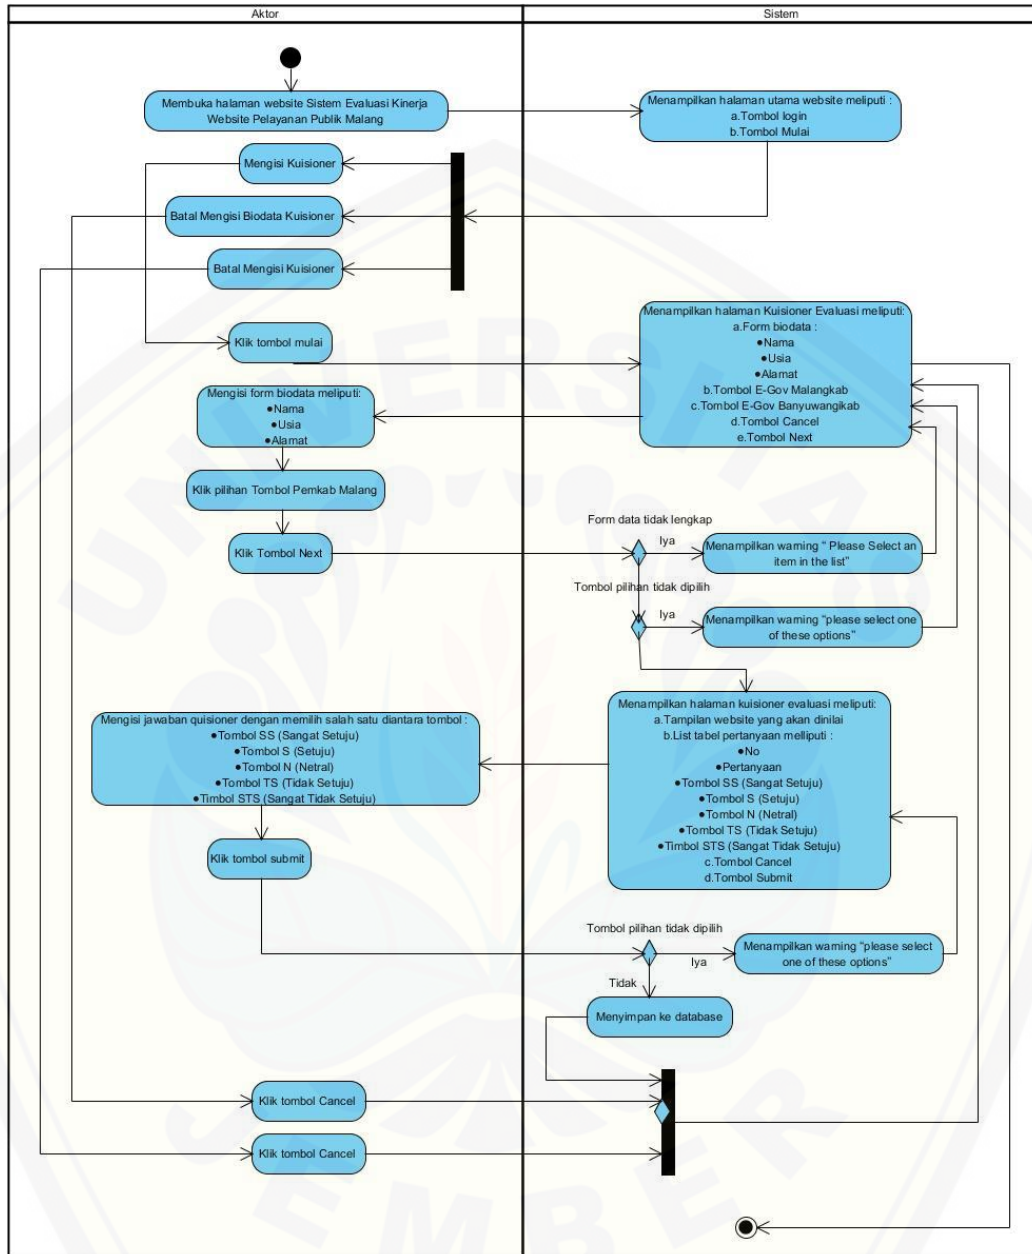 Aktor
Sistem
Membuka halaman website Sistem Evaluasi Kinerja
Website Pelayanan Publik Malang
Menampilkan halaman utama website meliputi :
a.Tombol login
b.Tombol Mulai
Mengisi Kuisioner
Batal Mengisi Biodata Kuisioner
Batal Mengisi Kuisioner
Klik tombol mulai
Menampilkan halaman Kuisioner Evaluasi meliputi:
a.Form biodata :
●Nama
●Usia
●Alamat
b.Tombol E-Gov Malangkab
c.Tombol E-Gov Banyuwangikab
d.Tombol Cancel
e.Tombol Next
Mengisi form biodata meliputi:
●Nama
●Usia
●Alamat
Klik pilihan Tombol Pemkab Malang
Klik Tombol Next
Form data tidak lengkap
Iya
Menampilkan warning “ Please Select an
item in the list”
Tombol pilihan tidak dipilih
Iya
Menampilkan warning “please select one
of these options”
Menampilkan halaman kuisioner evaluasi meliputi:
a.Tampilan website yang akan dinilai
b.List tabel pertanyaan melliputi :
●No
●Pertanyaan
●Tombol SS (Sangat Setuju)
●Tombol S (Setuju)
●Tombol N (Netral)
●Tombol TS (Tidak Setuju)
●Timbol STS (Sangat Tidak Setuju)
c.Tombol Cancel
d.Tombol Submit
Mengisi jawaban quisioner dengan memilih salah satu diantara tombol :
●Tombol SS (Sangat Setuju)
●Tombol S (Setuju)
●Tombol N (Netral)
●Tombol TS (Tidak Setuju)
●Timbol STS (Sangat Tidak Setuju)
Klik tombol submit
Tombol pilihan tidak dipilih
Iya
Menampilkan warning “please select
one of these options”
Tidak
Menyimpan ke database
Klik tombol Cancel
Klik tombol Cancel
UNIVERSITAS
JEMBER